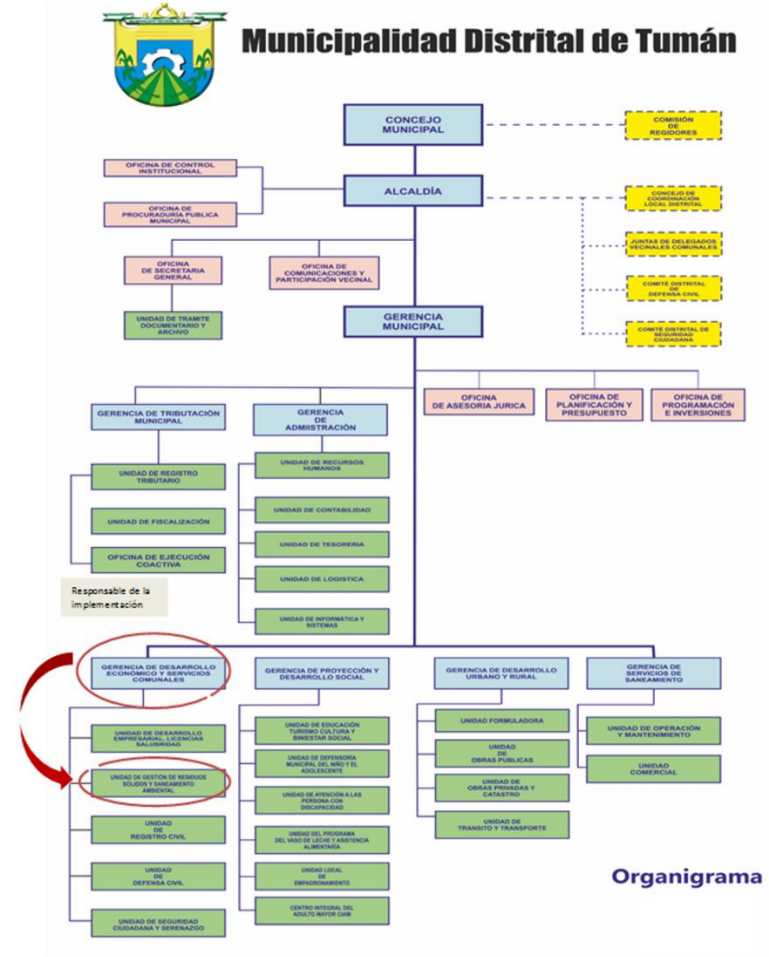 Municipalidad Distrital de Tumán
CONCEJO
MUNICIPAL
COMISIÓN
DE
REGIDORES
OFICINA DE CONTROL
INSTITUCIONAL
ALCALDÍA
CONCEJO DE
COORDINACIÓN
LOCAL DISTRITAL
OFICINA DE
PROCURADURÍA PUBLICA
MUNICIPAL
JUNTAS DE DELEGADOS
VECINALES COMUNALES
OFICINA
DE SECRETARIA
GENERAL
OFICINA DE
COMUNICACIONES Y
PARTICIPACIÓN VECINAL
COMITÉ DISTRITAL
DE
DEFENSA CIVIL
UNIDAD DE TRAMITE
DOCUMENTARIO Y
ARCHIVO
GERENCIA
MUNICIPAL
COMITÉ DISTRITAL DE
SEGURIDAD
CIUDADANA
OFICINA
DE ASESORIA JURICA
OFICINA DE
PLANIFICACIÓN Y
PRESUPUESTO
OFICINA DE
PROGRAMACIÓN
E INVERSIONES
GERENCIA DE TRIBUTACIÓN
MUNICIPAL
GERENCIA
DE
ADMIISTRACIÓN
UNIDAD DE REGISTRO
TRIBUTARIO
UNIDAD DE FISCALIZACIÓN
OFICINA DE EJECUCIÓN
COACTIVA
UNIDAD DE RECURSOS
HUMANOS
UNIDAD DE CONTABILIDAD
UNIDAD DE TESORERIA
UNIDAD DE LOGISTICA
UNIDAD DE INFORMÁTICA Y
SISTEMAS
Responsable de la
implementación
GERENCIA DE DESARROLLO
ECONÓMICO Y SERVICIOS
COMUNALES
GERENCIA DE PROYECCIÓN Y
DESARROLLO SOCIAL
GERENCIA DE DESARROLLO
URBANO Y RURAL
GERENCIA DE
SERVICIOS DE
SANEAMIENTO
UNIDAD DE DESARROLLO
EMPRESARIAL, LICENCIAS
SALUBRIDAD
UNIDAD DE GESTIÓN DE RESIDUOS
SÓLIDOS Y SANEAMIENTO
AMBIENTAL
UNIDAD
DE
REGISTRO CIVIL
UNIDAD
DE
DEFENSA CIVIL
UNIDAD DE SEGURIDAD
CIUDADANA Y SERENAZGO
UNIDAD DE EDUCACIÓN
TURISMO CULTURA Y
BINESTAR SOCIAL
UNIDAD DE DEFENSORÍA
MUNICIPAL DEL NIÑO Y EL
ADOLESCENTE
UNIDAD DE ATENCIÓN A LAS
PERSONA CON
DISCAPACIDAD
UNIDAD DEL PROGRAMA
DEL VASO DE LECHE Y ASISTENCIA
ALIMENTARÍA
UNIDAD LOCAL
DE
EMPADRONAMIENTO
CENTRO INTEGRAL DEL
ADULTO MAYOR CIAM
UNIDAD FORMULADORA
UNIDAD
DE
OBRAS PUBLICAS
UNIDAD DE
OBRAS PRIVADAS Y
CATASTRO
UNIDAD DE
TRANSITO Y TRANSPORTE
UNIDAD DE OPERACIÓN
Y MANTENIMIENTO
UNIDAD
COMERCIAL
Organigrama